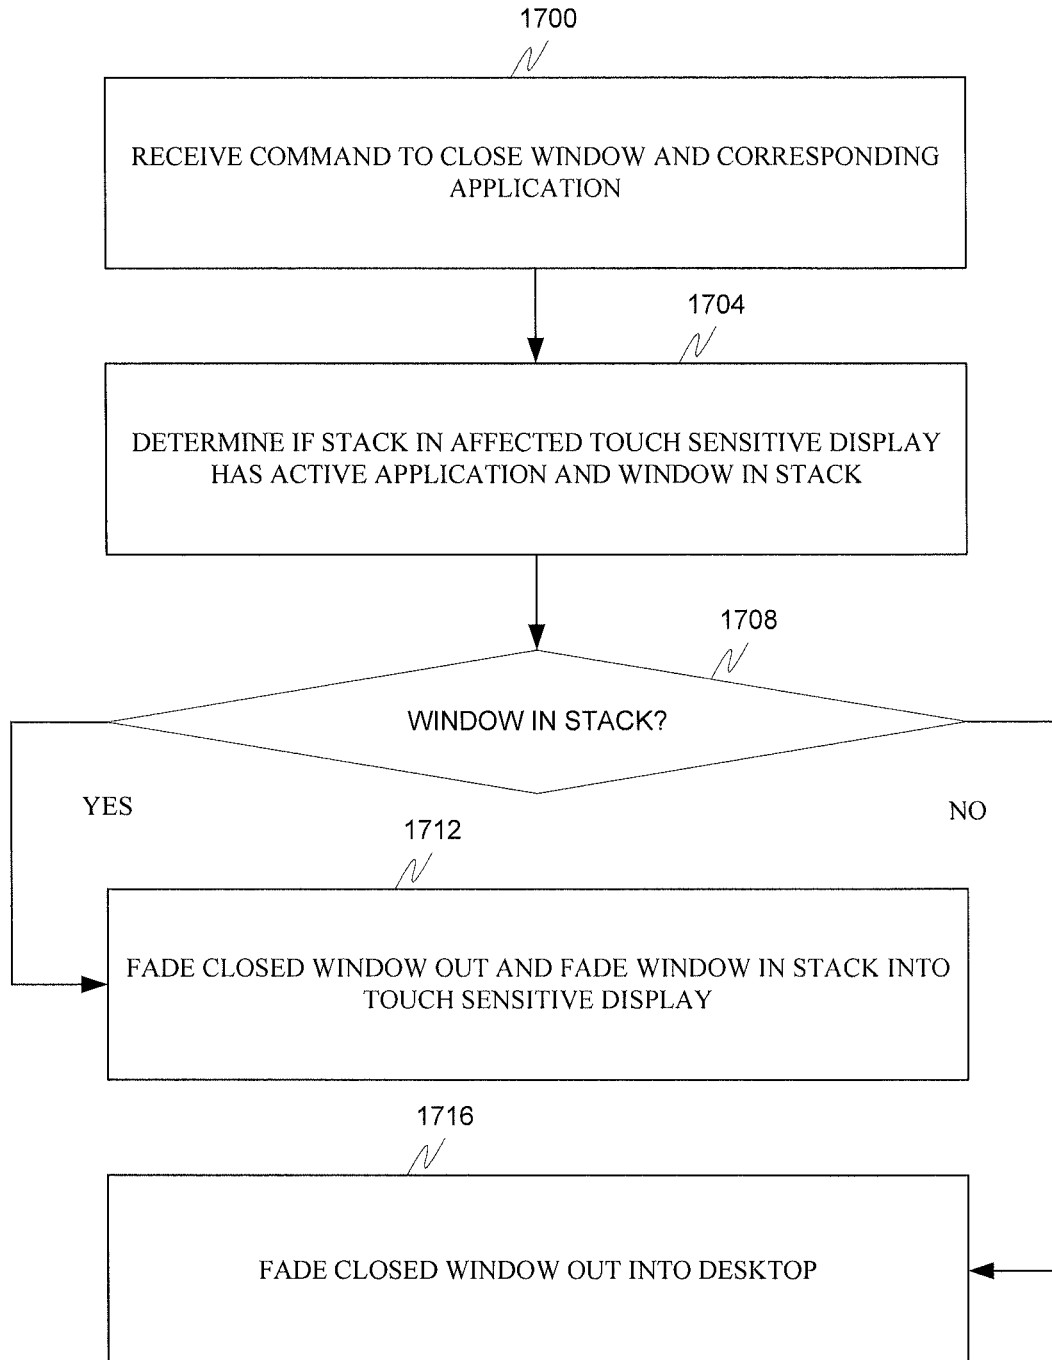 1700
RECEIVE COMMAND TO CLOSE WINDOW AND CORRESPONDING
APPLICATION
1704
DETERMINE IF STACK IN AFFECTED TOUCH SENSITIVE DISPLAY
HAS ACTIVE APPLICATION AND WINDOW IN STACK
1708
WINDOW IN STACK?
YES
NO
1712
FADE CLOSED WINDOW OUT AND FADE WINDOW IN STACK INTO
TOUCH SENSITIVE DISPLAY
1716
FADE CLOSED WINDOW OUT INTO DESKTOP